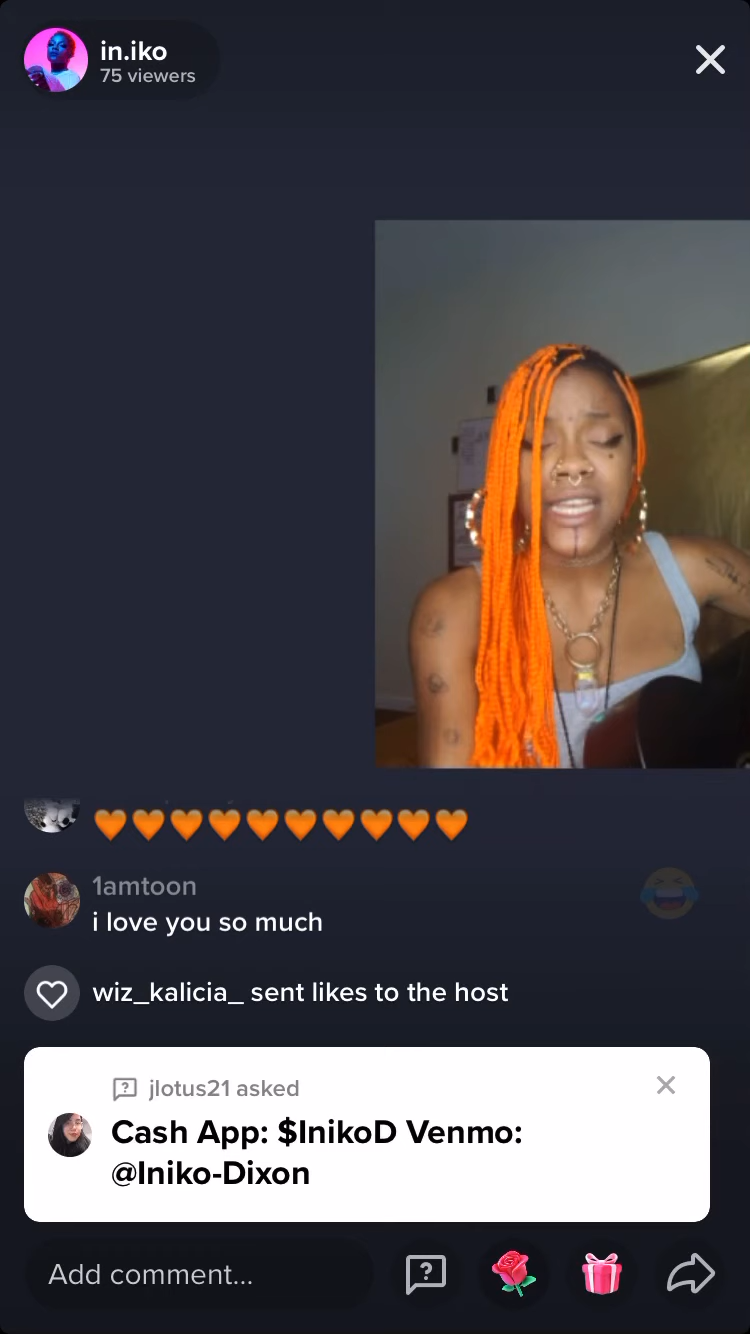 in.iko
75 viewers
🧡🧡🧡🧡🧡🧡🧡🧡🧡🧡
1amtoon
i love you so much
wiz_kalicia_ sent likes to the host
jlotus21 asked
Cash App: $InikoD Venmo:
@Iniko-Dixon
Add comment...